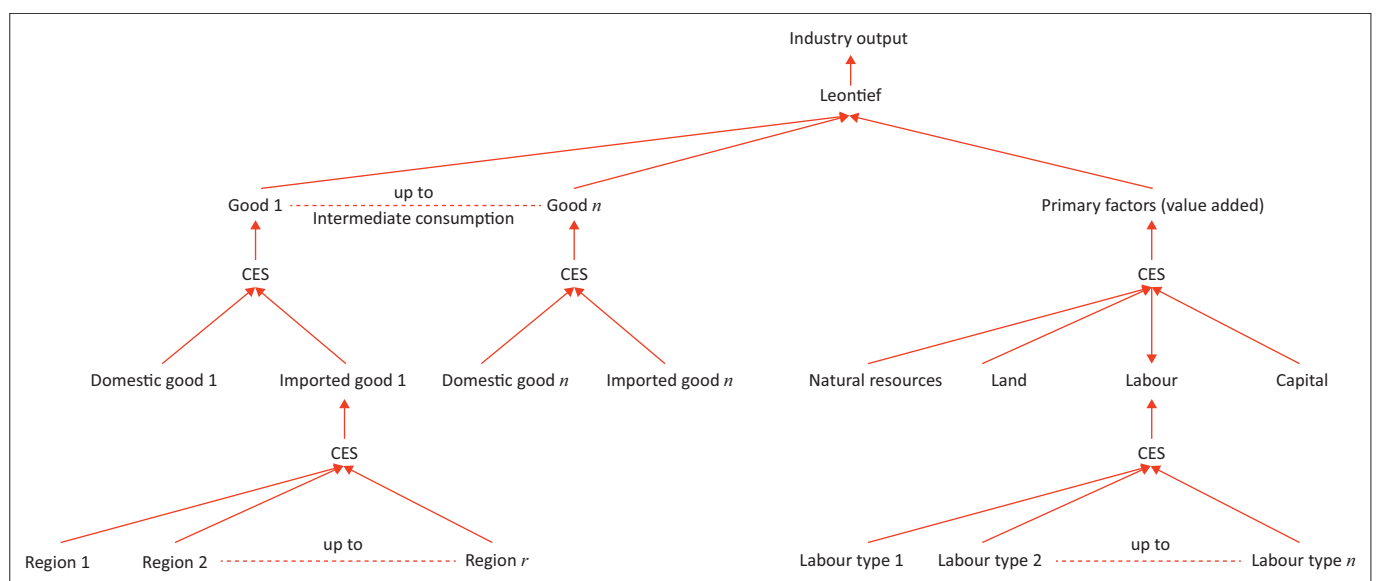 Industry output
Leontief
up to
Good 1
Good n
Primary factors (value added)
Intermediate consumption
CES
CES
CES
Domestic good 1
Imported good 1
Domestic good n
Imported good n
Natural resources
Land
Labour
Capital
CES
CES
up to
up to
Region 1
Region 2
Region r
Labour type 1
Labour type 2
Labour type n